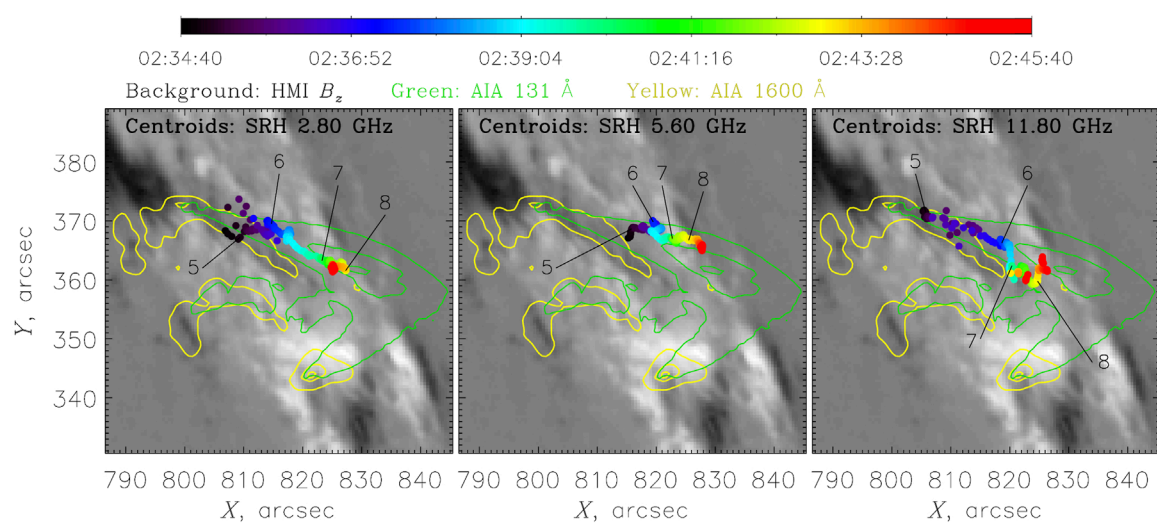 02:34:40 02:36:52 02:39:04 02:41:16 02:43:28 02:45:40
Background: HMI Bz Green: AIA 131 Å Yellow: AIA 1600 Å
Centroids: SRH 2.80 GHz Centroids: SRH 5.60 GHz Centroids: SRH 11.80 GHz
380
370
360
350
340
Y, arcsec
5 6 7 8
5 6 7 8
5 6 7 8
790 800 810 820 830 840 790 800 810 820 830 840 790 800 810 820 830 840
X, arcsec X, arcsec X, arcsec